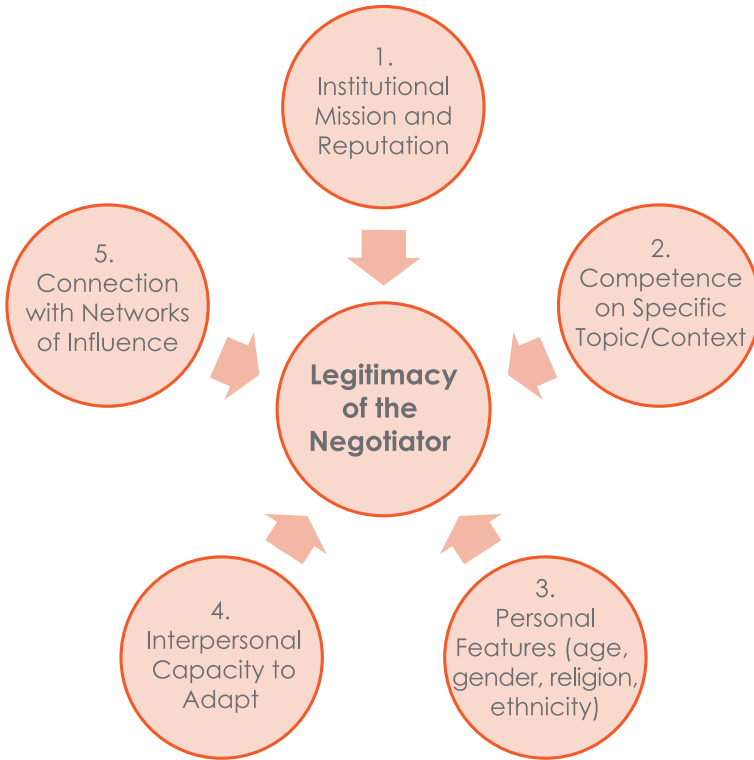 1.
Institutional
Mission and
Reputation
2.
Competence
on Specific
Topic/Context
3.
Personal
Features (age,
gender, religion,
ethnicity)
4.
Interpersonal
Capacity to
Adapt
5.
Connection
with Networks
of Influence
Legitimacy
of the
Negotiator